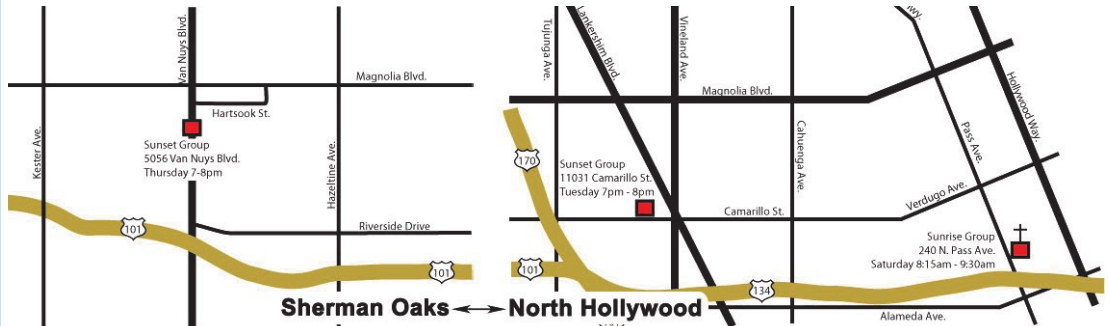 Van Nuys Blvd.
Magnolia Blvd.
Hartsook St.
Kester Ave.
Sunset Group
5056 Van Nuys Blvd.
Thursday 7-8pm
Hazeltine Ave.
Riverside Drive
101
101
Sherman Oaks
Tujunga Ave.
Lankershim Blvd.
Vineland Ave.
Magnolia Blvd.
170
Sunset Group
11031 Camarillo St.
Tuesday 7pm - 8pm
Cahuenga Ave.
Camarillo St.
Hollywood Way.
Pass Ave.
Verdugo Ave.
Sunrise Group
240 N. Pass Ave.
Saturday 8:15am - 9:30am
101
134
Alameda Ave.
North Hollywood